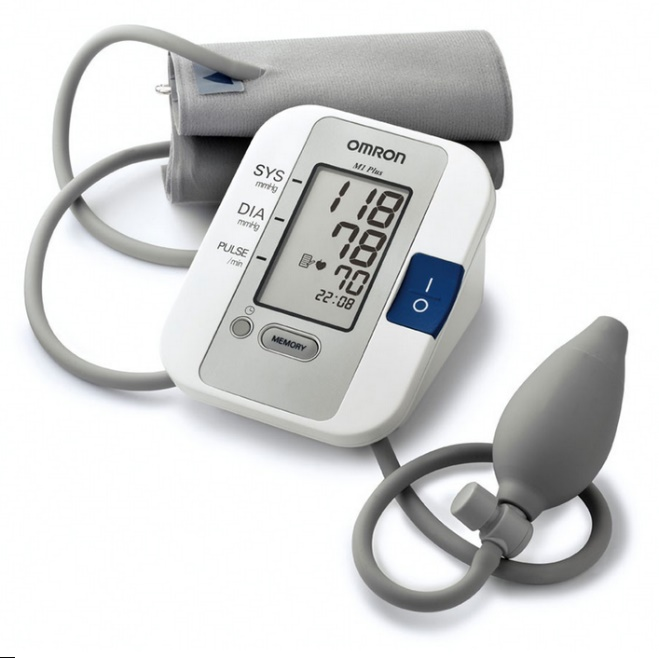 OMRON
M1 Plus
SYS
mmHg
118
DIA
mmHg
78
PULSE
/min
70
22:08
MEMORY